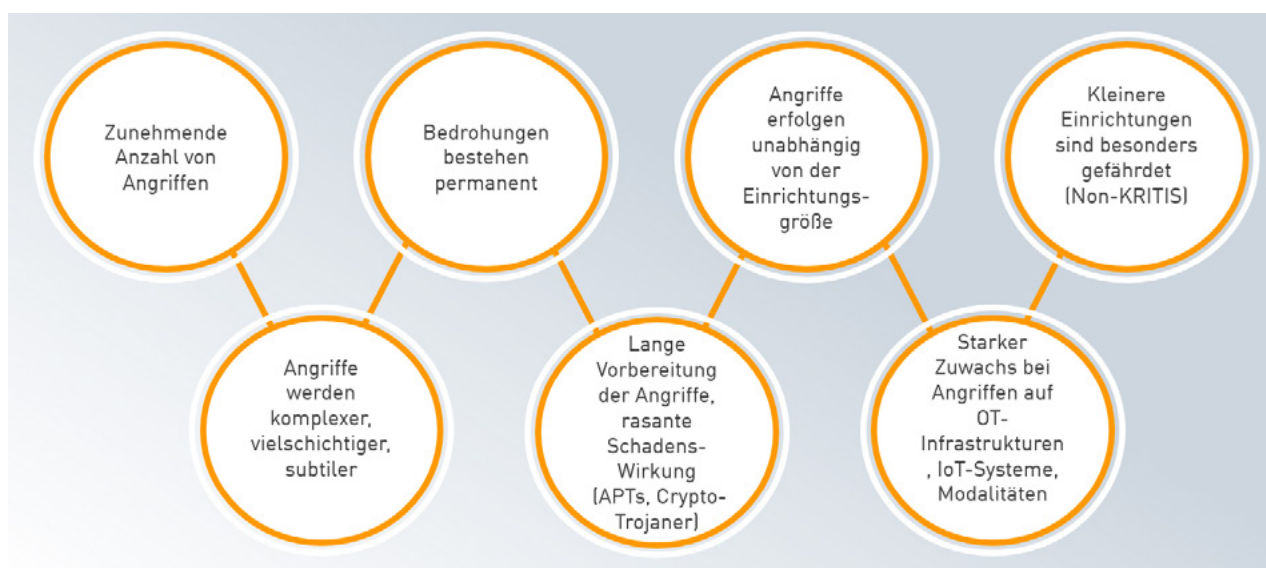 Zunehmende
Anzahl von
Angriffen
Angriffe
werden
komplexer,
vielschichtiger,
subtiler
Bedrohungen
bestehen
permanent
Lange
Vorbereitung
der Angriffe,
rasante
Schadens-
Wirkung
(APTs, Crypto-
Trojaner)
Angriffe
erfolgen
unabhängig
von der
Einrichtungs-
größe
Starker
Zuwachs bei
Angriffen auf
OT-
Infrastrukturen
, IoT-Systeme,
Modalitäten
Kleinere
Einrichtungen
sind besonders
gefährdet
(Non-KRITIS)